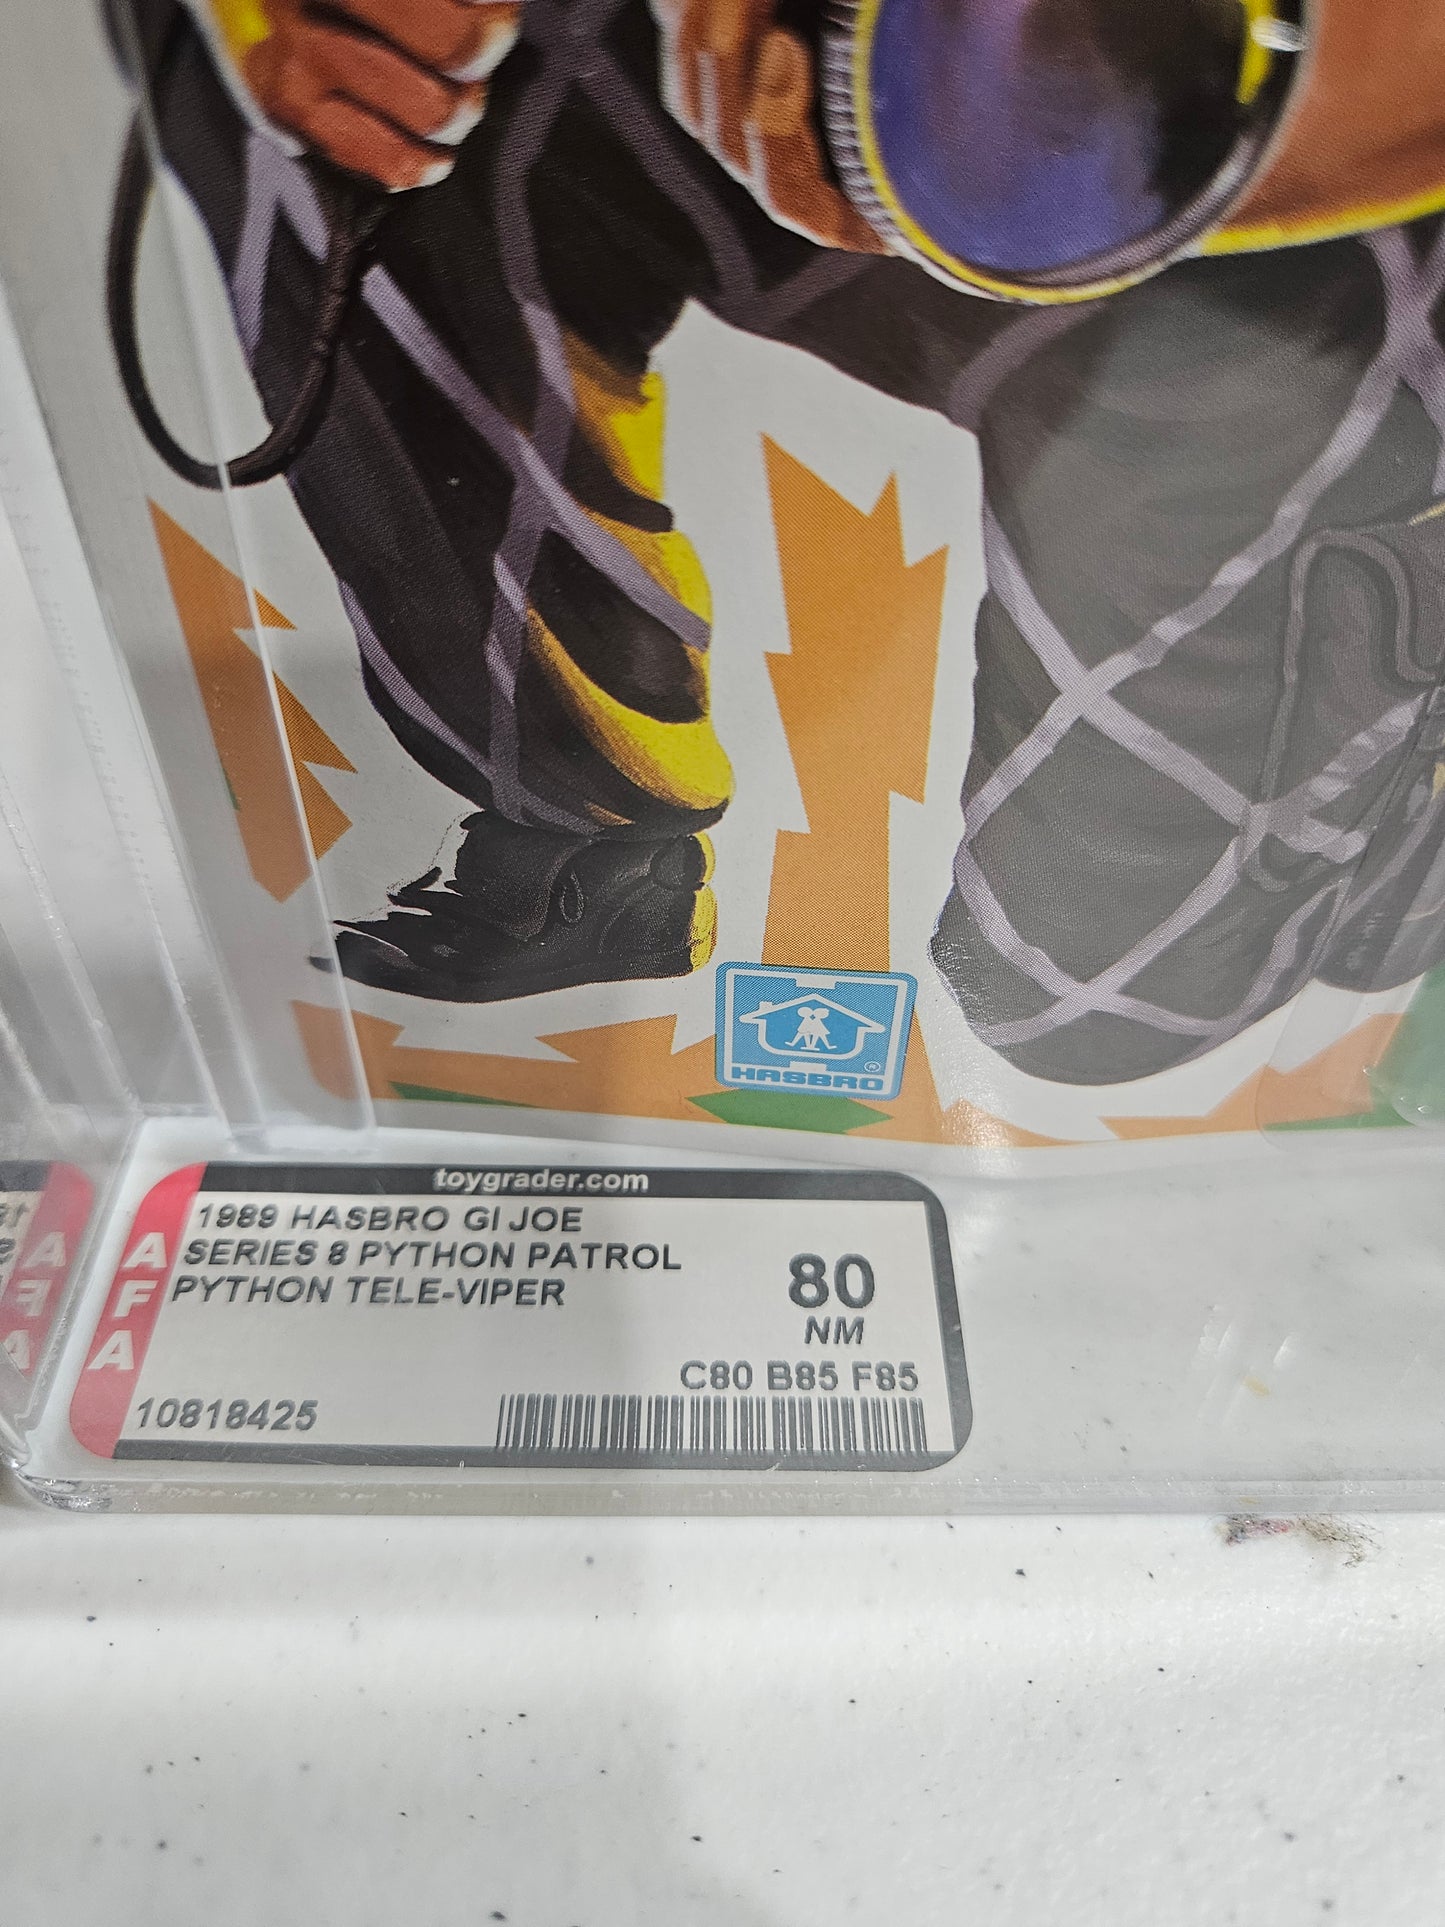 HASBRO ®
toygrader.com
1989 HASBRO GI JOE
SERIES 8 PYTHON PATROL
PYTHON TELE-VIPER
80
NM
C80 B85 F85
AFA
10818425